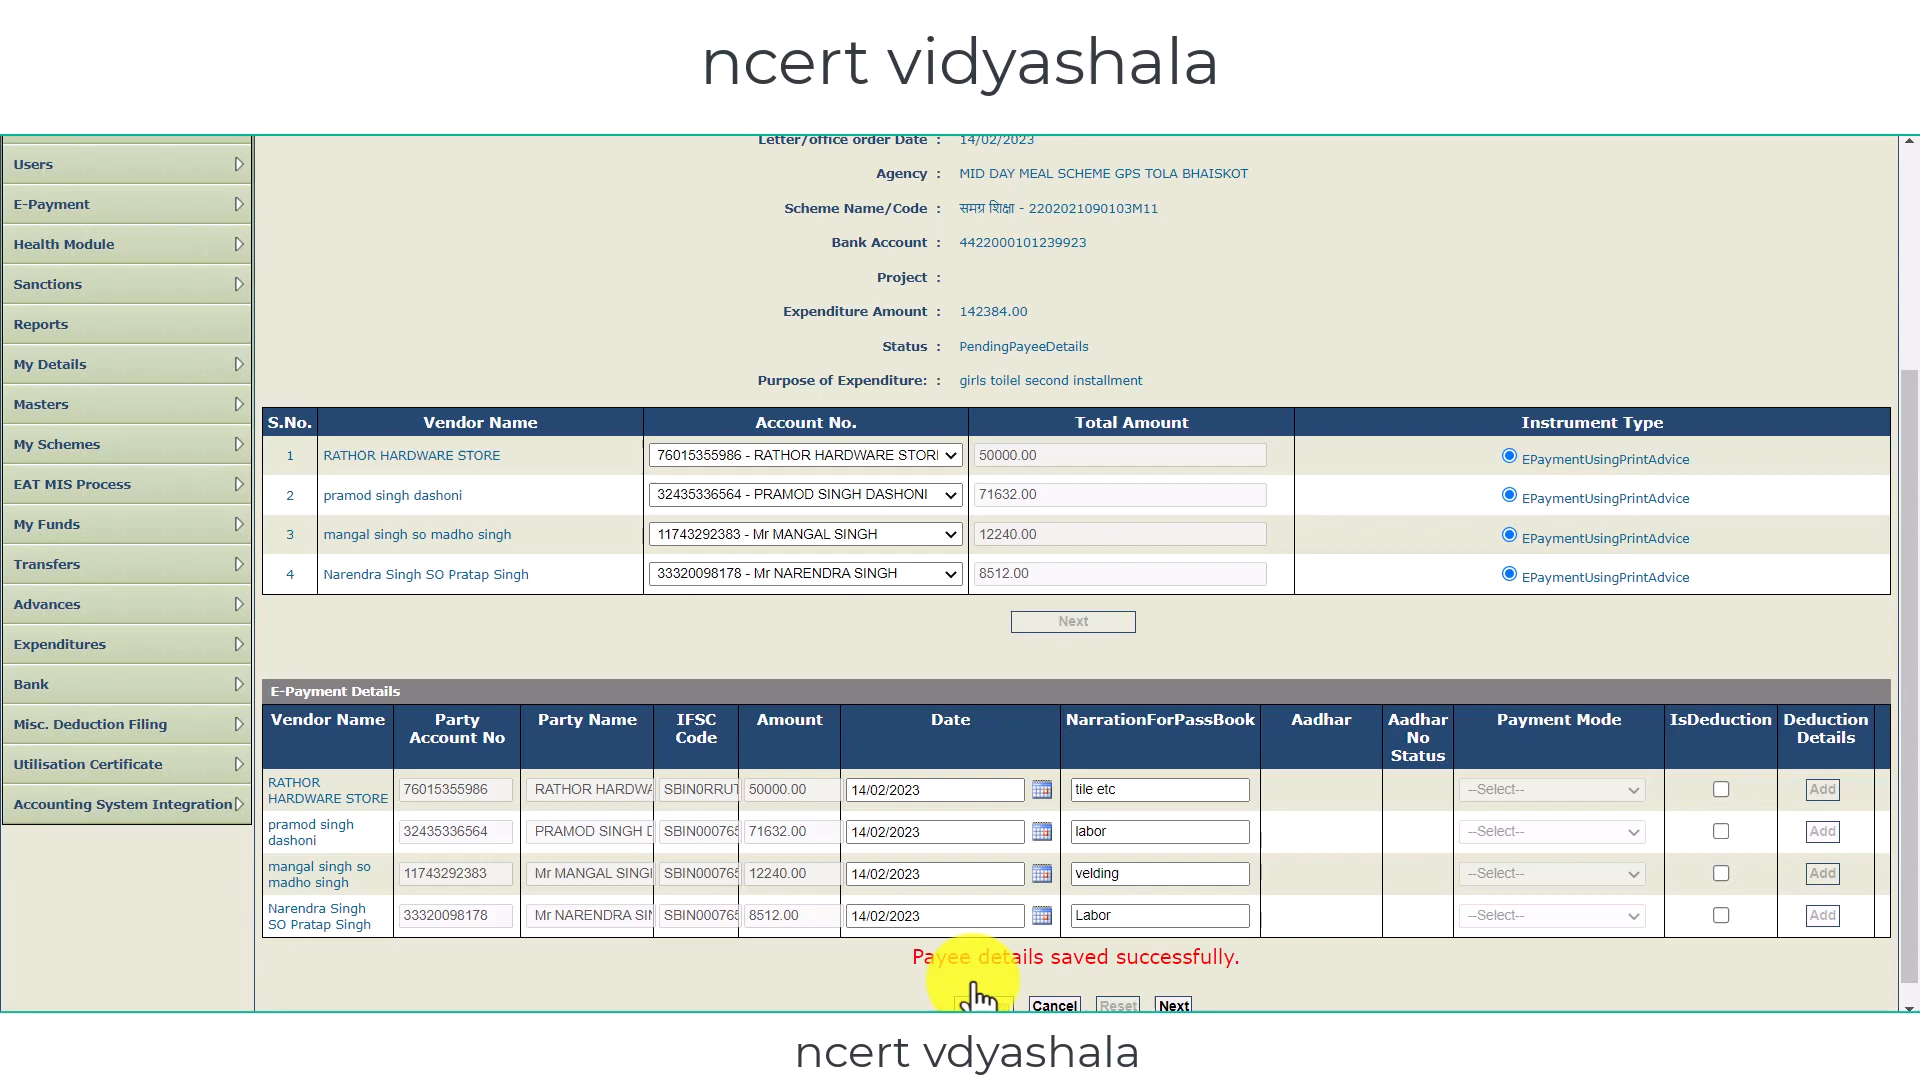 ncert vidyashala
Letter/office order Date : 14/02/2023
Users
Agency : MID DAY MEAL SCHEME GPS TOLA BHAISKOT
E-Payment
Scheme Name/Code : समग्र शिक्षा - 2202021090103M11
Health Module
Bank Account : 4422000101239923
Sanctions
Project :
Reports
Expenditure Amount : 142384.00
My Details
Status : PendingPayeeDetails
Masters
Purpose of Expenditure: : girls toilel second installment
My Schemes
EAT MIS Process
My Funds
Transfers
Advances
Expenditures
Bank
Misc. Deduction Filing
Utilisation Certificate
Accounting System Integration
S.No. Vendor Name Account No. Total Amount Instrument Type
1 RATHOR HARDWARE STORE 76015355986 - RATHOR HARDWARE STOR 50000.00 EPaymentUsingPrintAdvice
2 pramod singh dashoni 32435336564 - PRAMOD SINGH DASHONI 71632.00 EPaymentUsingPrintAdvice
3 mangal singh so madho singh 11743292383 - Mr MANGAL SINGH 12240.00 EPaymentUsingPrintAdvice
4 Narendra Singh SO Pratap Singh 33320098178 - Mr NARENDRA SINGH 8512.00 EPaymentUsingPrintAdvice
Next
E-Payment Details
Vendor Name Party Account No Party Name IFSC Code Amount Date NarrationForPassBook Aadhar Aadhar No Status Payment Mode IsDeduction Deduction Details
RATHOR HARDWARE STORE 76015355986 RATHOR HARDWA SBIN0RRUT 50000.00 14/02/2023 tile etc --Select-- Add
pramod singh dashoni 32435336564 PRAMOD SINGH D SBIN000765 71632.00 14/02/2023 labor --Select-- Add
mangal singh so madho singh 11743292383 Mr MANGAL SING SBIN000765 12240.00 14/02/2023 velding --Select-- Add
Narendra Singh SO Pratap Singh 33320098178 Mr NARENDRA SIN SBIN000765 8512.00 14/02/2023 Labor --Select-- Add
Payee details saved successfully.
Cancel Reset Next
ncert vdyashala